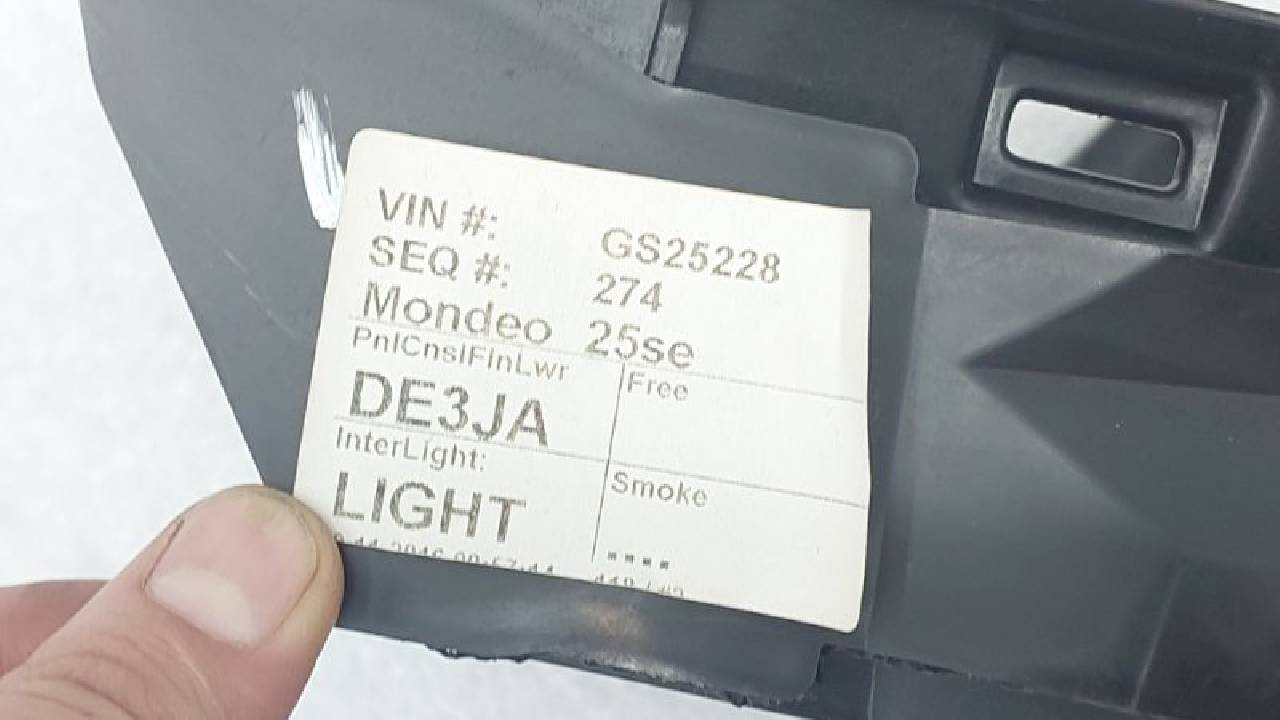 VIN #: GS25228
SEQ #: 274
Mondeo 25se
PnlCnslFinLwr
Free
DE3JA
InterLight:
Smoke
LIGHT
----